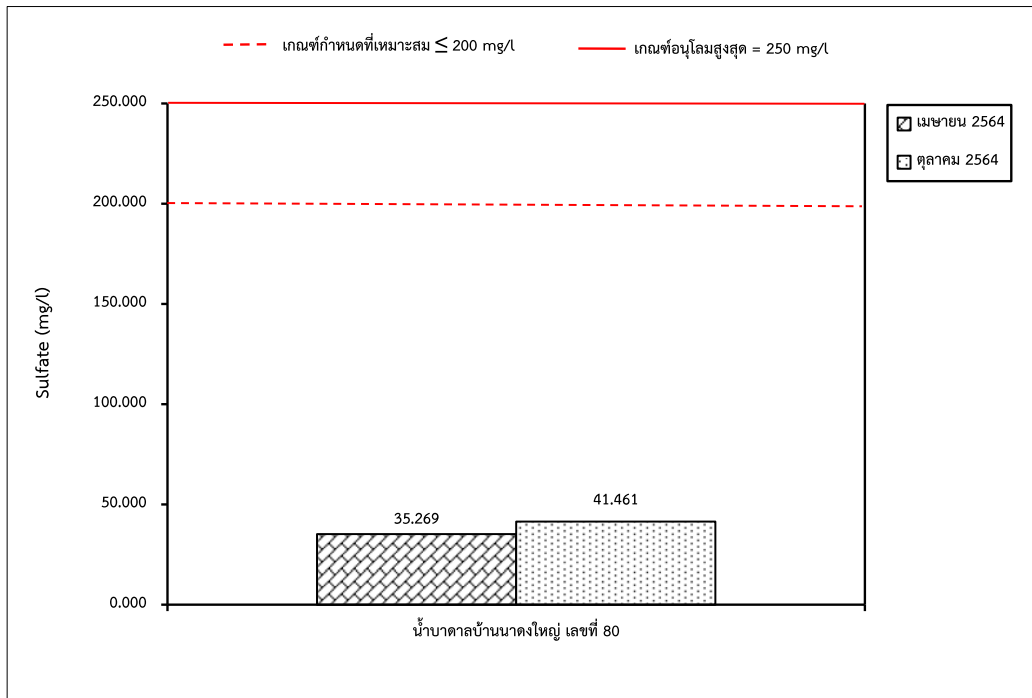 เกณฑ์กำหนดที่เหมาะสม ≤ 200 mg/l
เกณฑ์อนุโลมสูงสุด = 250 mg/l
250.000
200.000
150.000
100.000
50.000
0.000
Sulfate (mg/l)
เมษายน 2564
ตุลาคม 2564
35.269
41.461
น้ำบาดาลบ้านนาดงใหญ่ เลขที่ 80